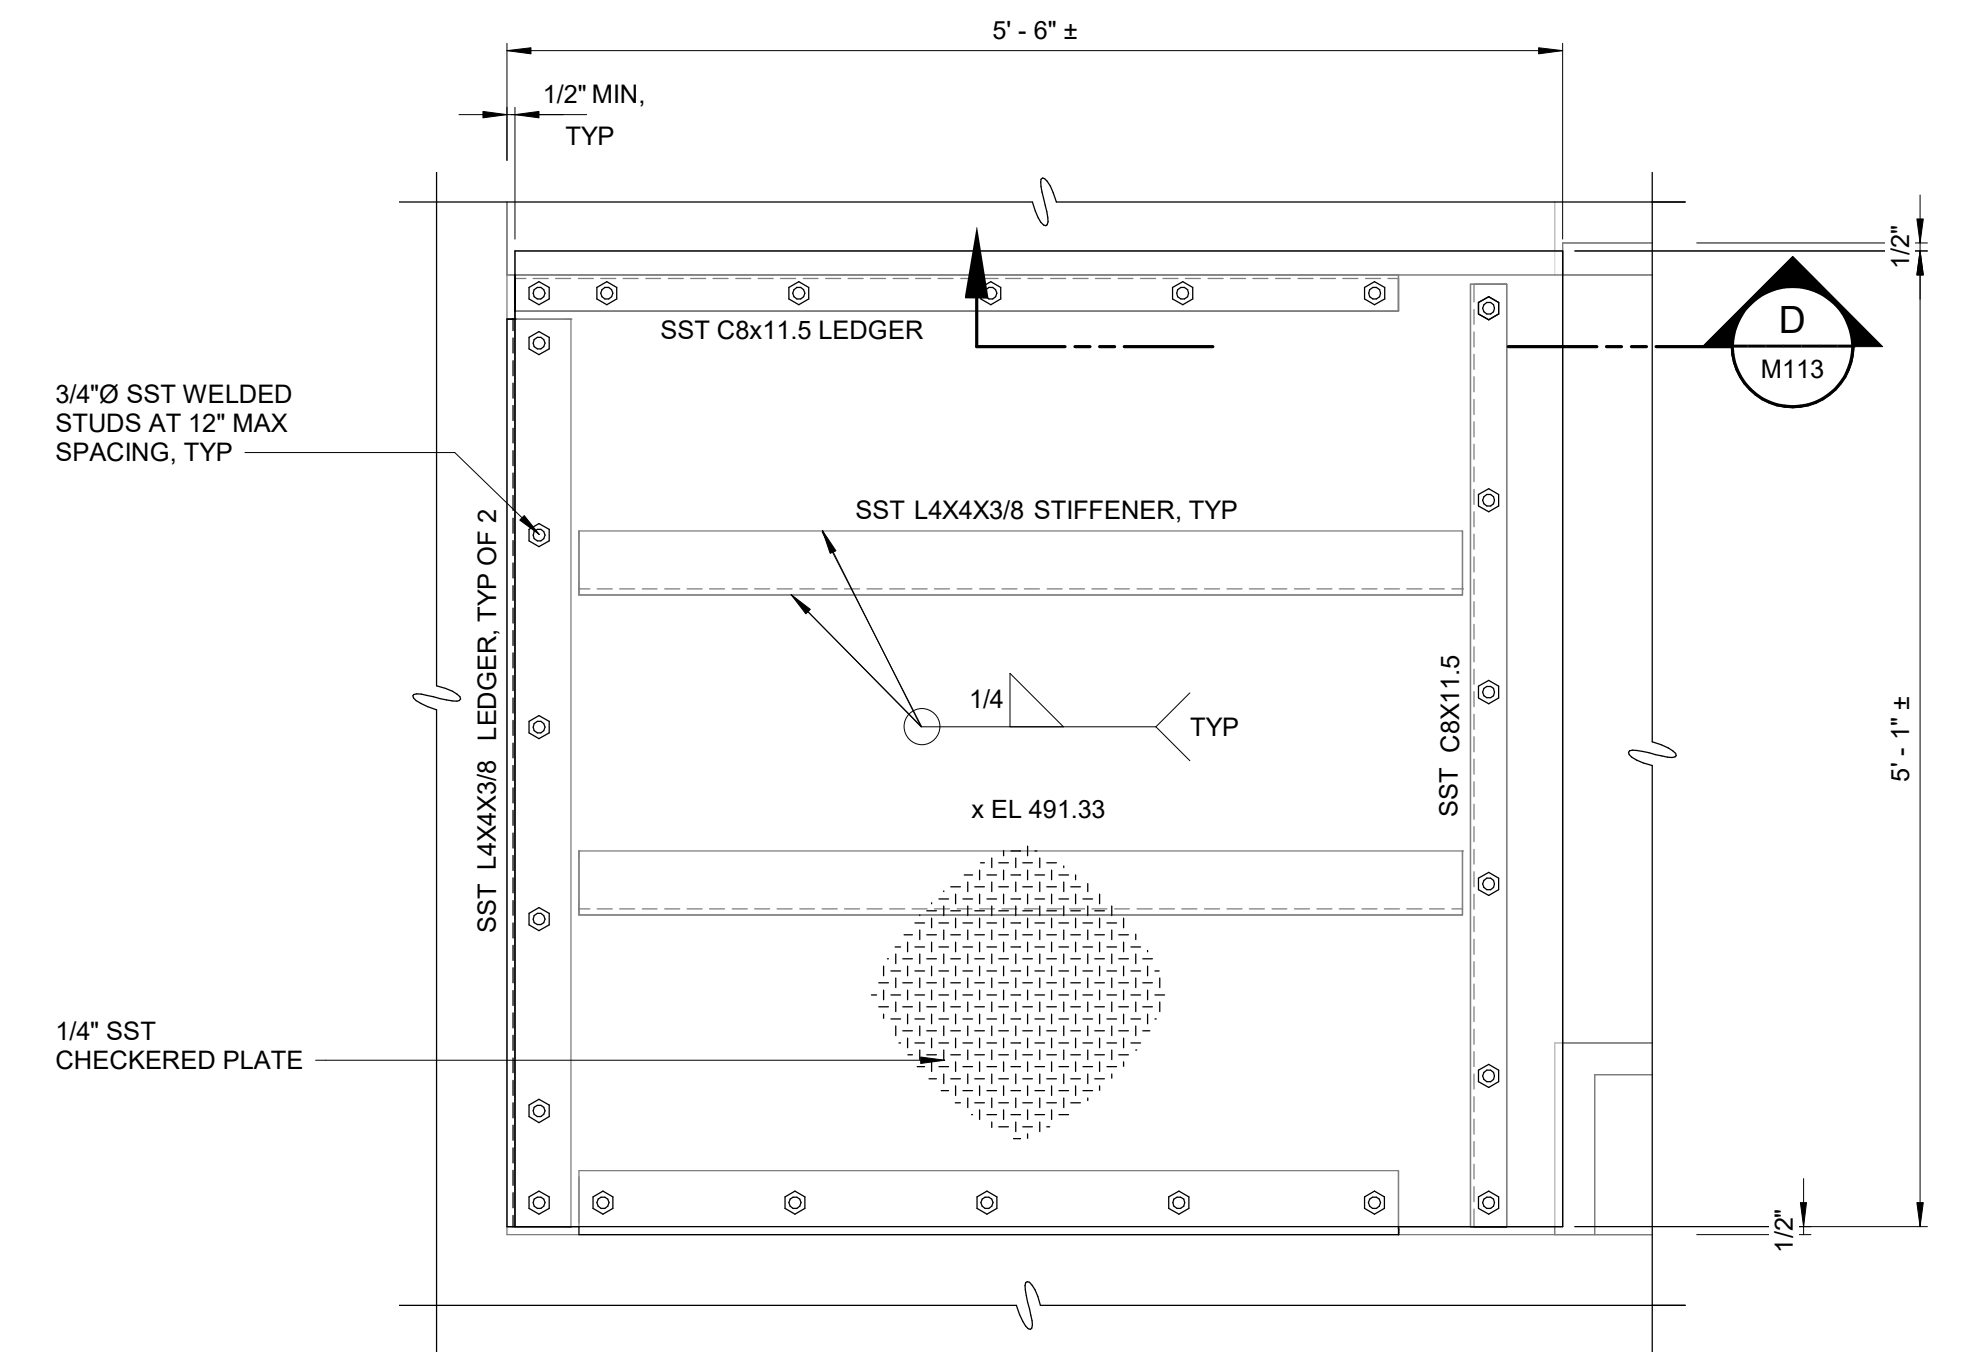 5' - 6" ±
1/2" MIN,
TYP
1/2"
SST C8x11.5 LEDGER
D
M113
3/4"Ø SST WELDED
STUDS AT 12" MAX
SPACING, TYP
SST L4X4X3/8 STIFFENER, TYP
SST L4X4X3/8 LEDGER, TYP OF 2
1/4
TYP
SST C8X11.5
5' - 1" ±
x EL 491.33
1/4" SST
CHECKERED PLATE
1/2"